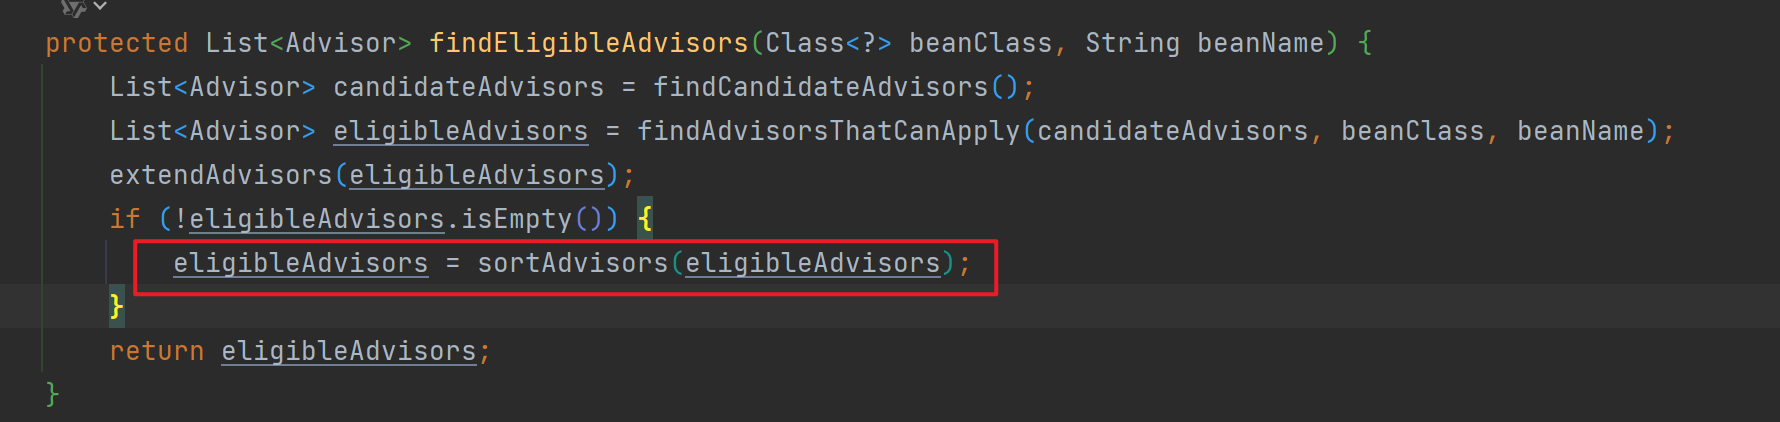 protected List<Advisor> findEligibleAdvisors(Class<?> beanClass, String beanName) {
    List<Advisor> candidateAdvisors = findCandidateAdvisors();
    List<Advisor> eligibleAdvisors = findAdvisorsThatCanApply(candidateAdvisors, beanClass, beanName);
    extendAdvisors(eligibleAdvisors);
    if (!eligibleAdvisors.isEmpty()) {
        eligibleAdvisors = sortAdvisors(eligibleAdvisors);
    }
    return eligibleAdvisors;
}